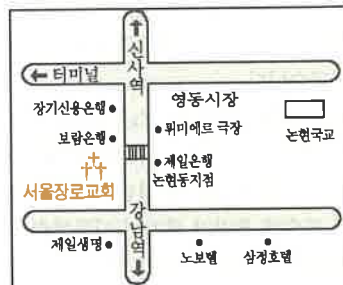 ↑
신사역
← 터미널
영동시장
장기신용은행
보람은행
뤼미에르 극장
논현국교
제일은행
논현동지점
서울장로교회
강남역
↓
제일생명
노보텔
삼정호텔